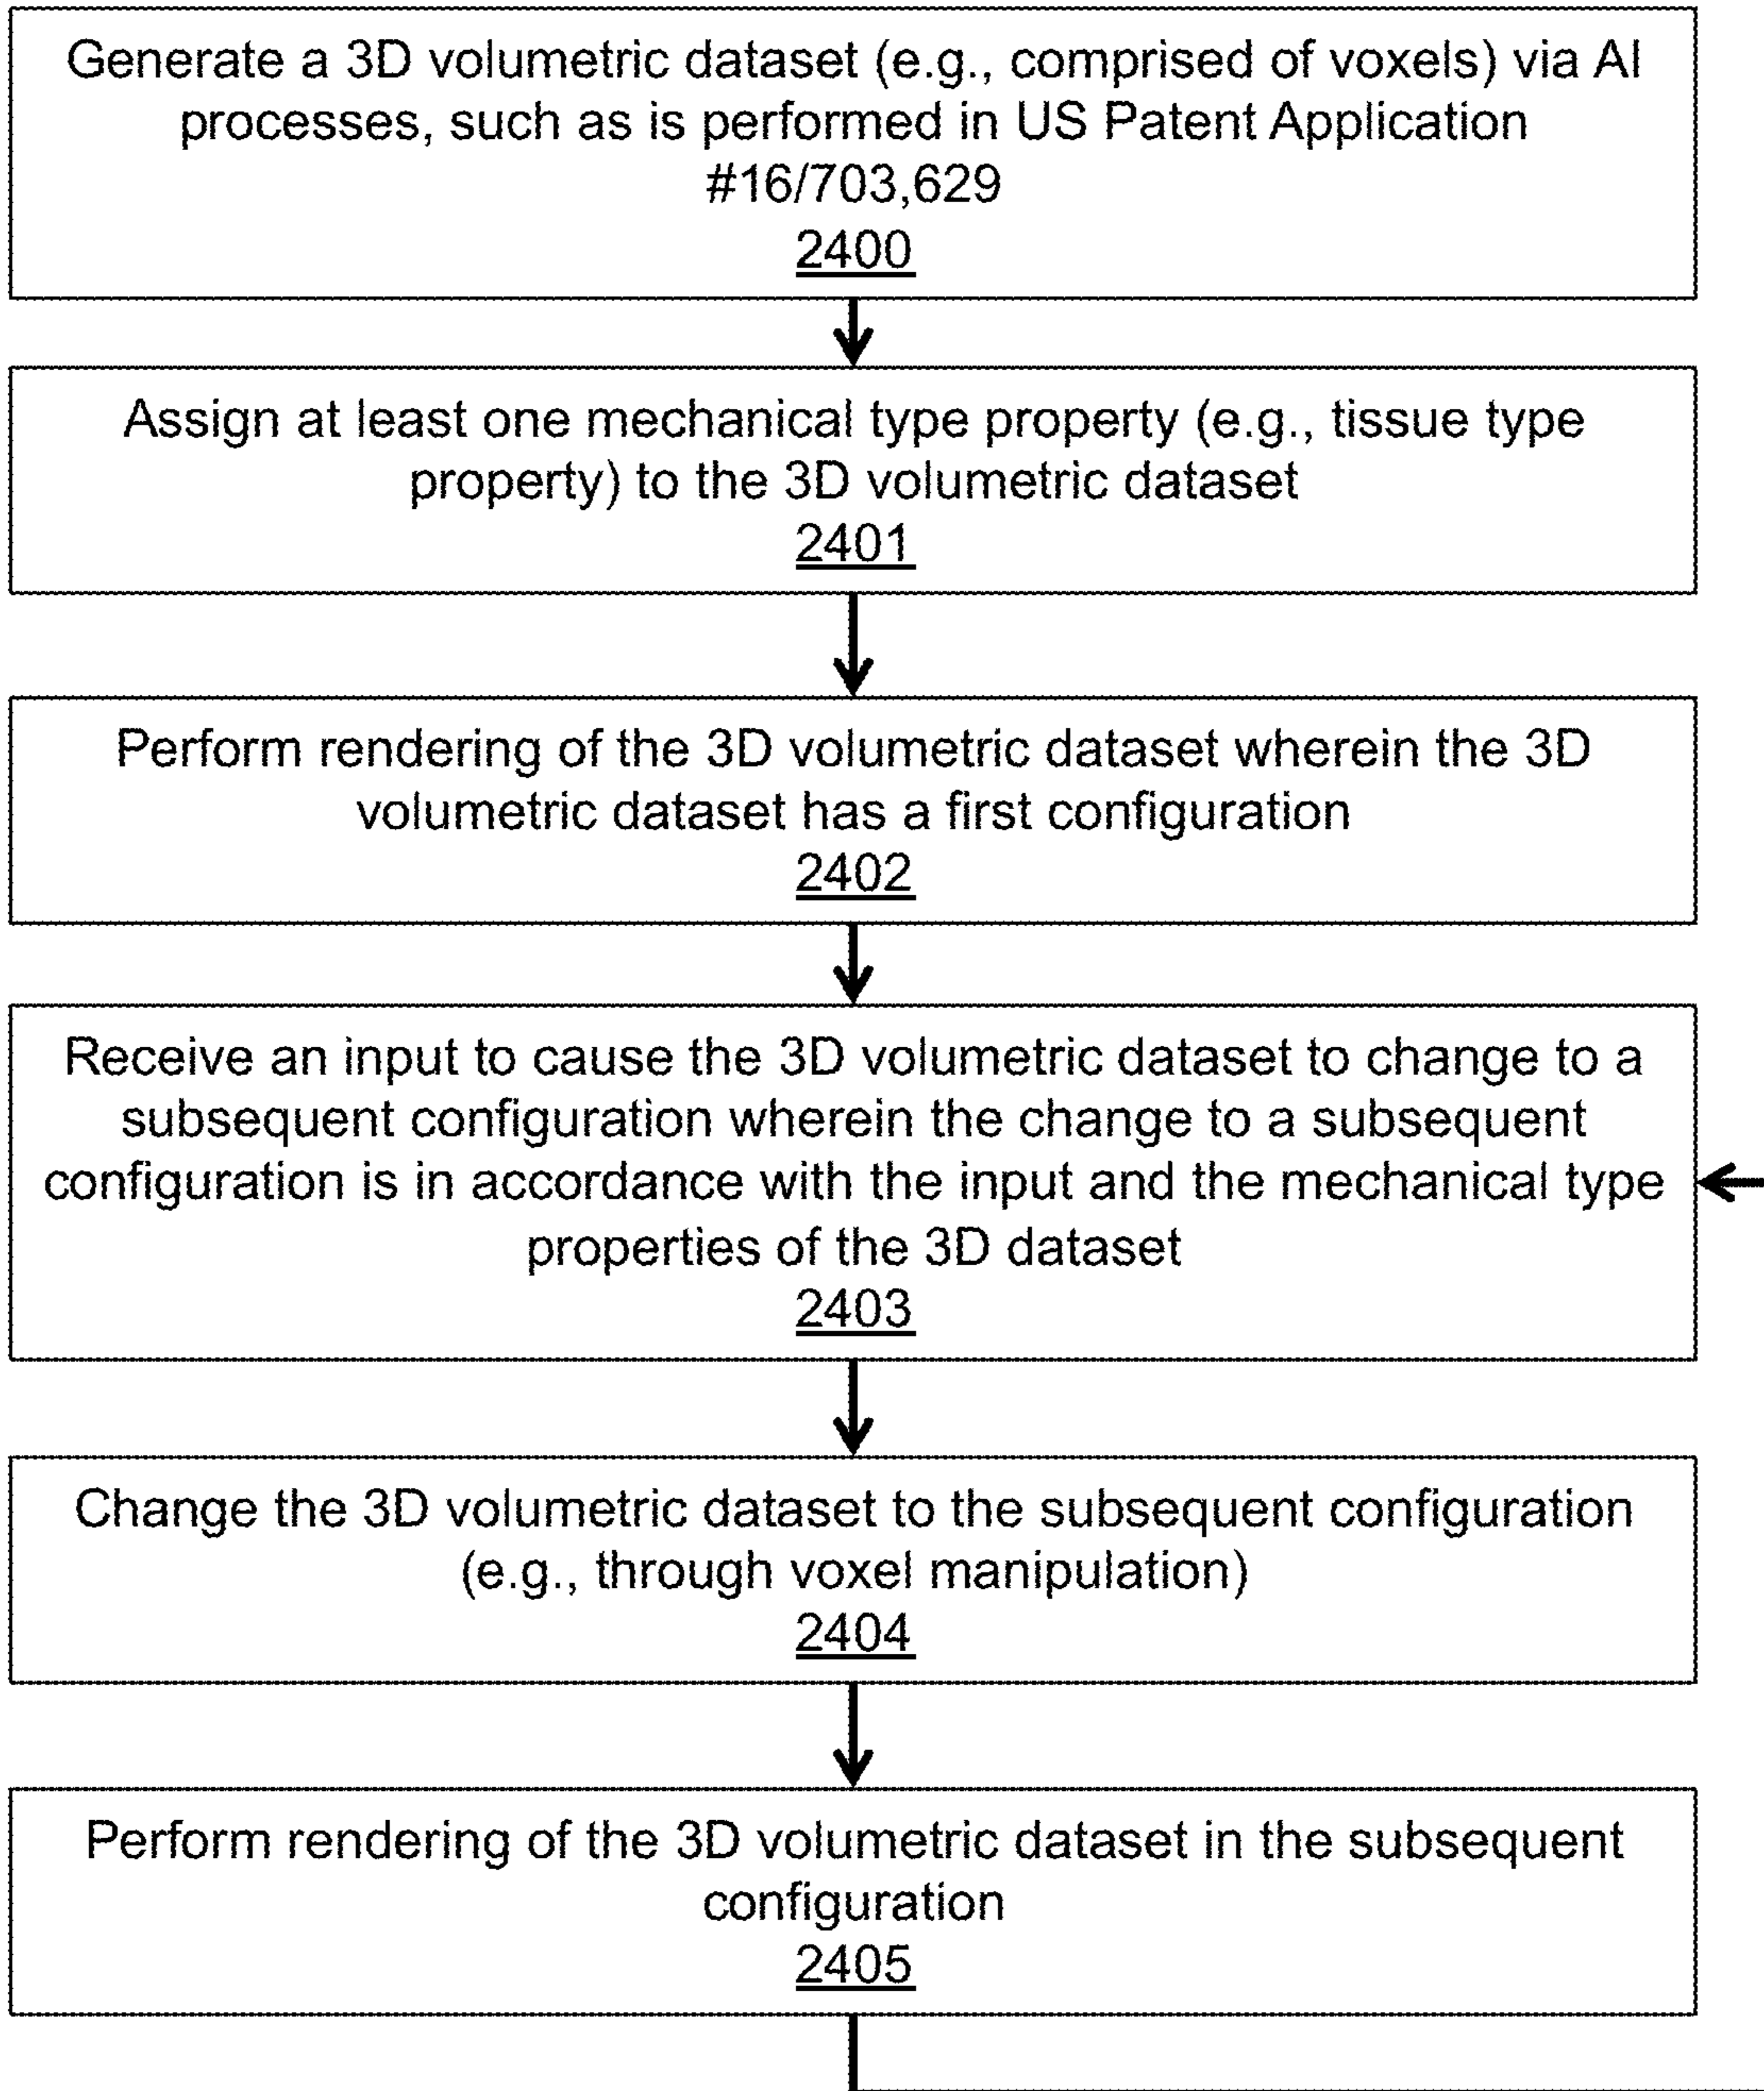 Generate a 3D volumetric dataset (e.g., comprised of voxels) via AI
processes, such as is performed in US Patent Application
#16/703,629
2400
Assign at least one mechanical type property (e.g., tissue type
property) to the 3D volumetric dataset
2401
Perform rendering of the 3D volumetric dataset wherein the 3D
volumetric dataset has a first configuration
2402
Receive an input to cause the 3D volumetric dataset to change to a
subsequent configuration wherein the change to a subsequent
configuration is in accordance with the input and the mechanical type
properties of the 3D dataset
2403
Change the 3D volumetric dataset to the subsequent configuration
(e.g., through voxel manipulation)
2404
Perform rendering of the 3D volumetric dataset in the subsequent
configuration
2405